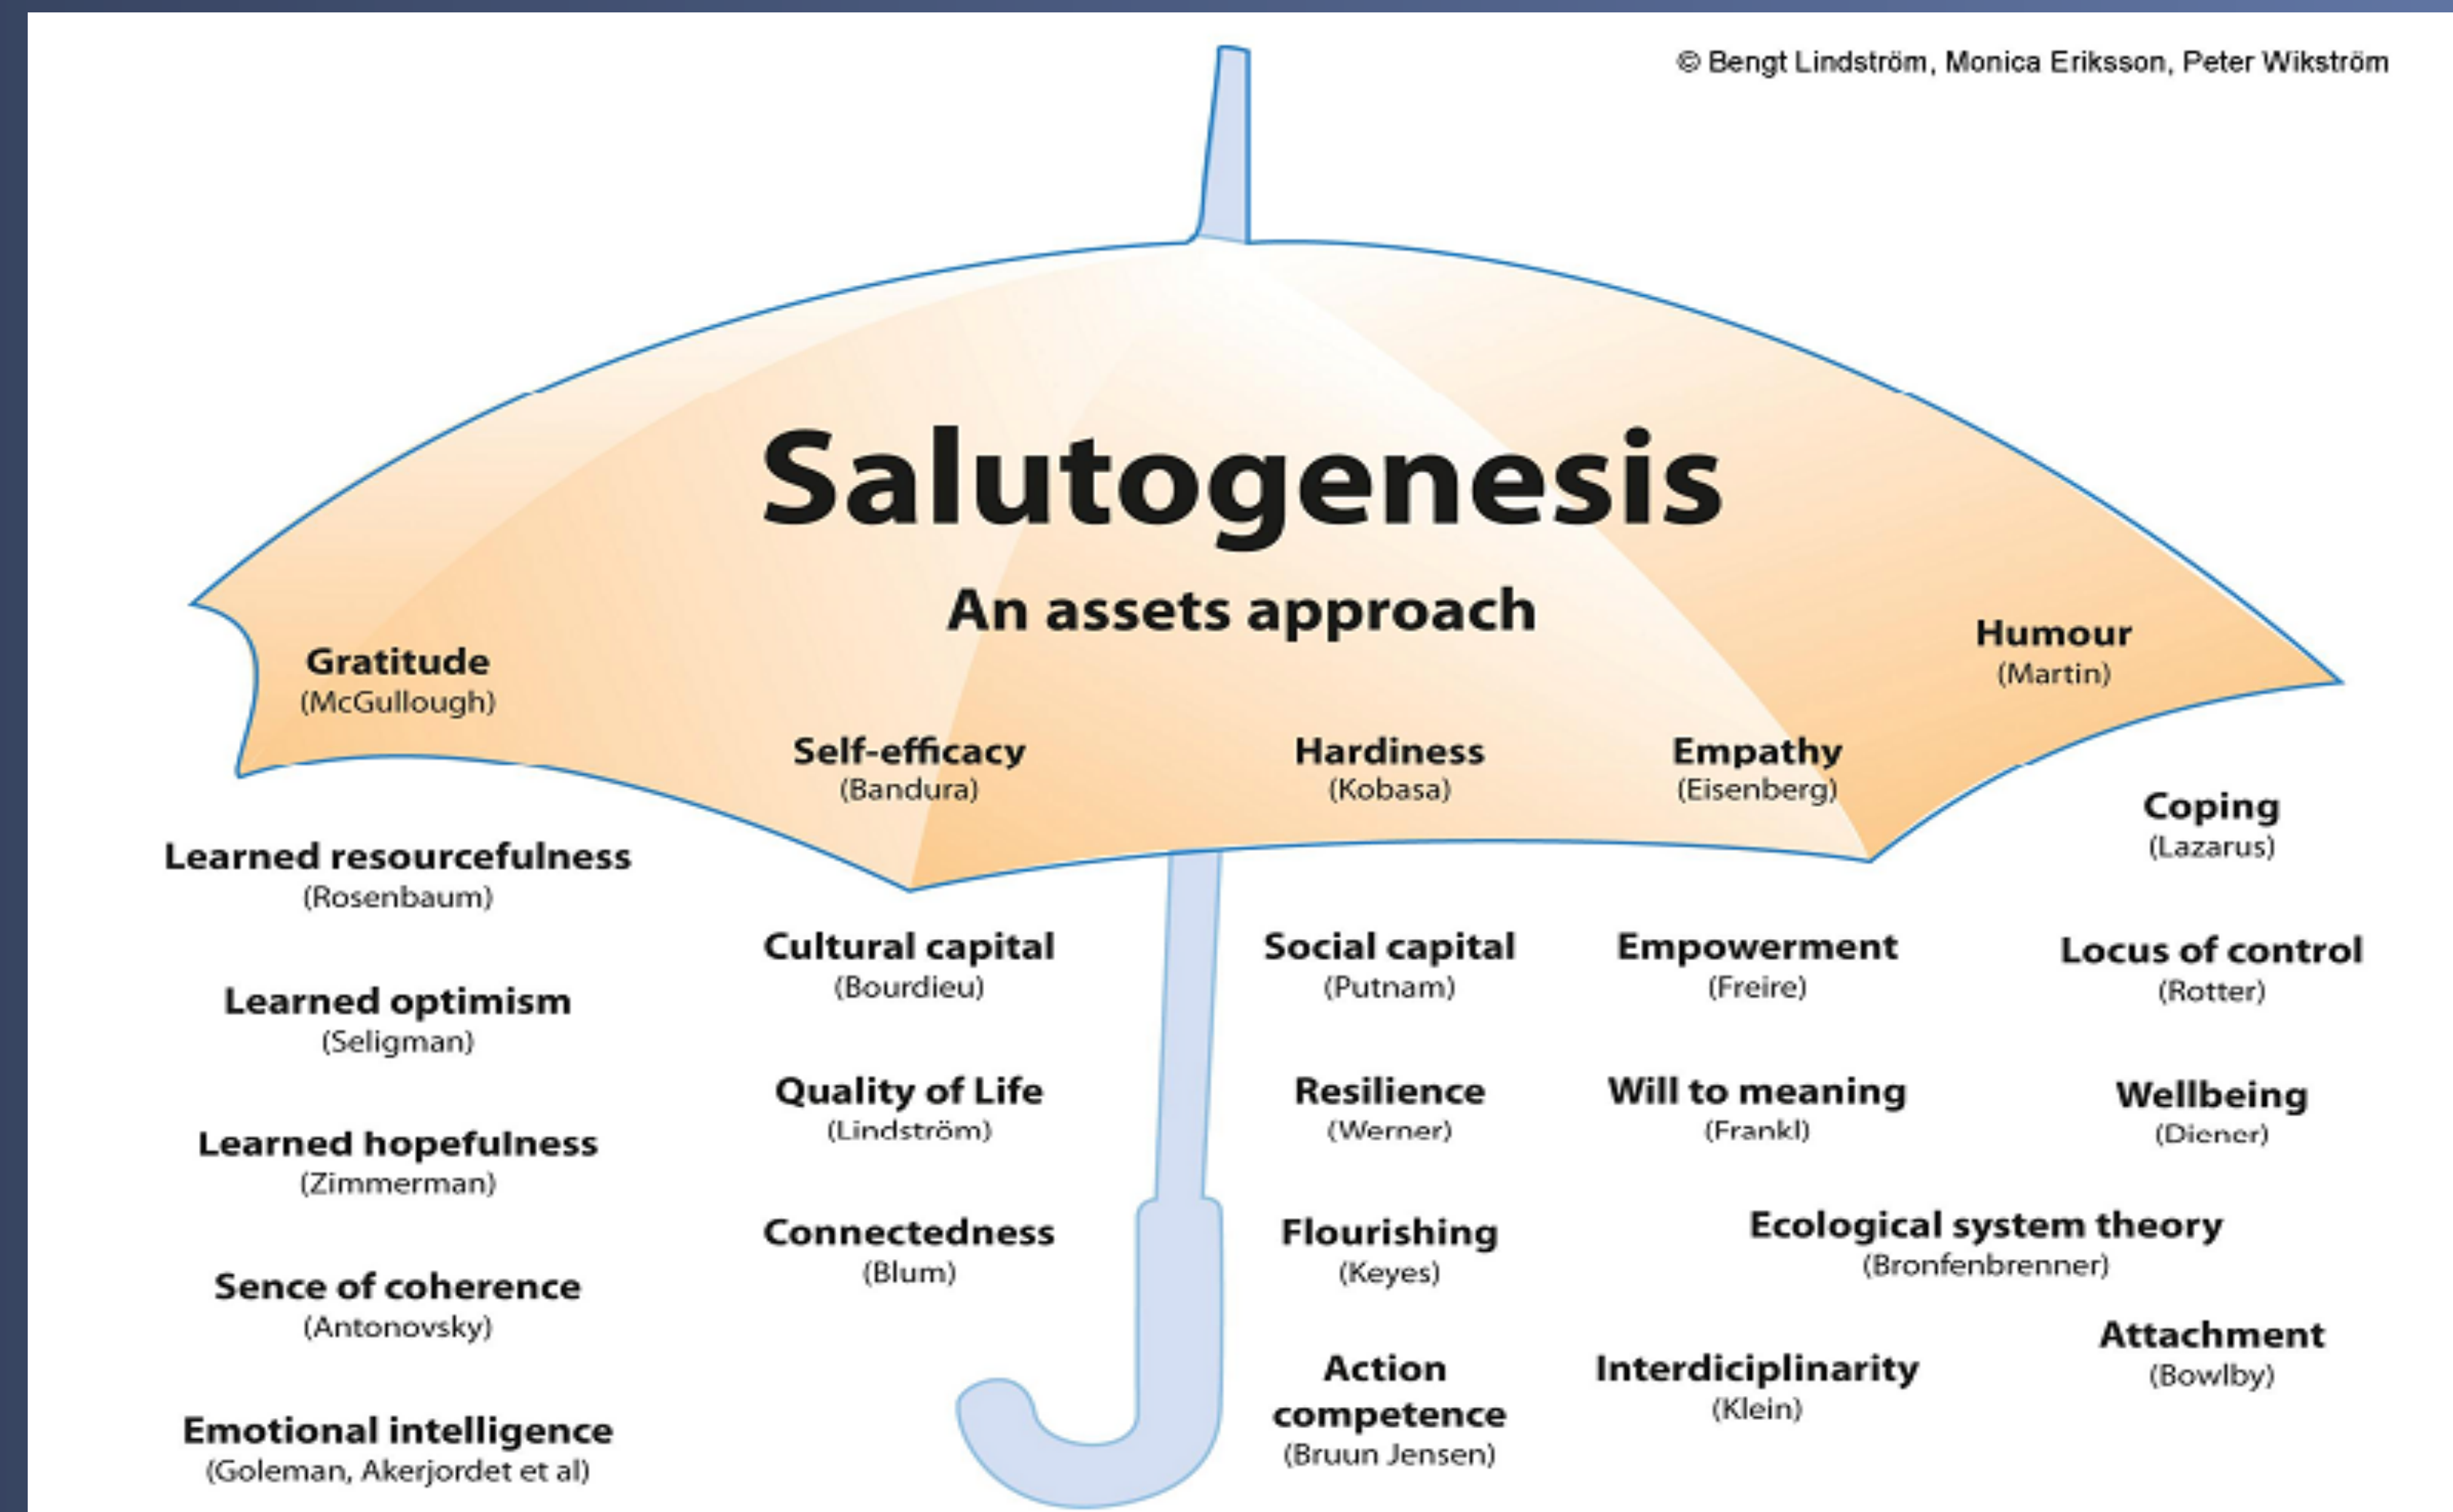 © Bengt Lindström, Monica Eriksson, Peter Wikström
Salutogenesis
An assets approach
Gratitude
(McGullough)
Self-efficacy
(Bandura)
Hardiness
(Kobasa)
Empathy
(Eisenberg)
Humour
(Martin)
Learned resourcefulness
(Rosenbaum)
Learned optimism
(Seligman)
Learned hopefulness
(Zimmerman)
Sence of coherence
(Antonovsky)
Emotional intelligence
(Goleman, Akerjordet et al)
Cultural capital
(Bourdieu)
Quality of Life
(Lindström)
Connectedness
(Blum)
Social capital
(Putnam)
Resilience
(Werner)
Flourishing
(Keyes)
Action
competence
(Bruun Jensen)
Empowerment
(Freire)
Will to meaning
(Frankl)
Coping
(Lazarus)
Locus of control
(Rotter)
Wellbeing
(Diener)
Ecological system theory
(Bronfenbrenner)
Interdiciplinarity
(Klein)
Attachment
(Bowlby)